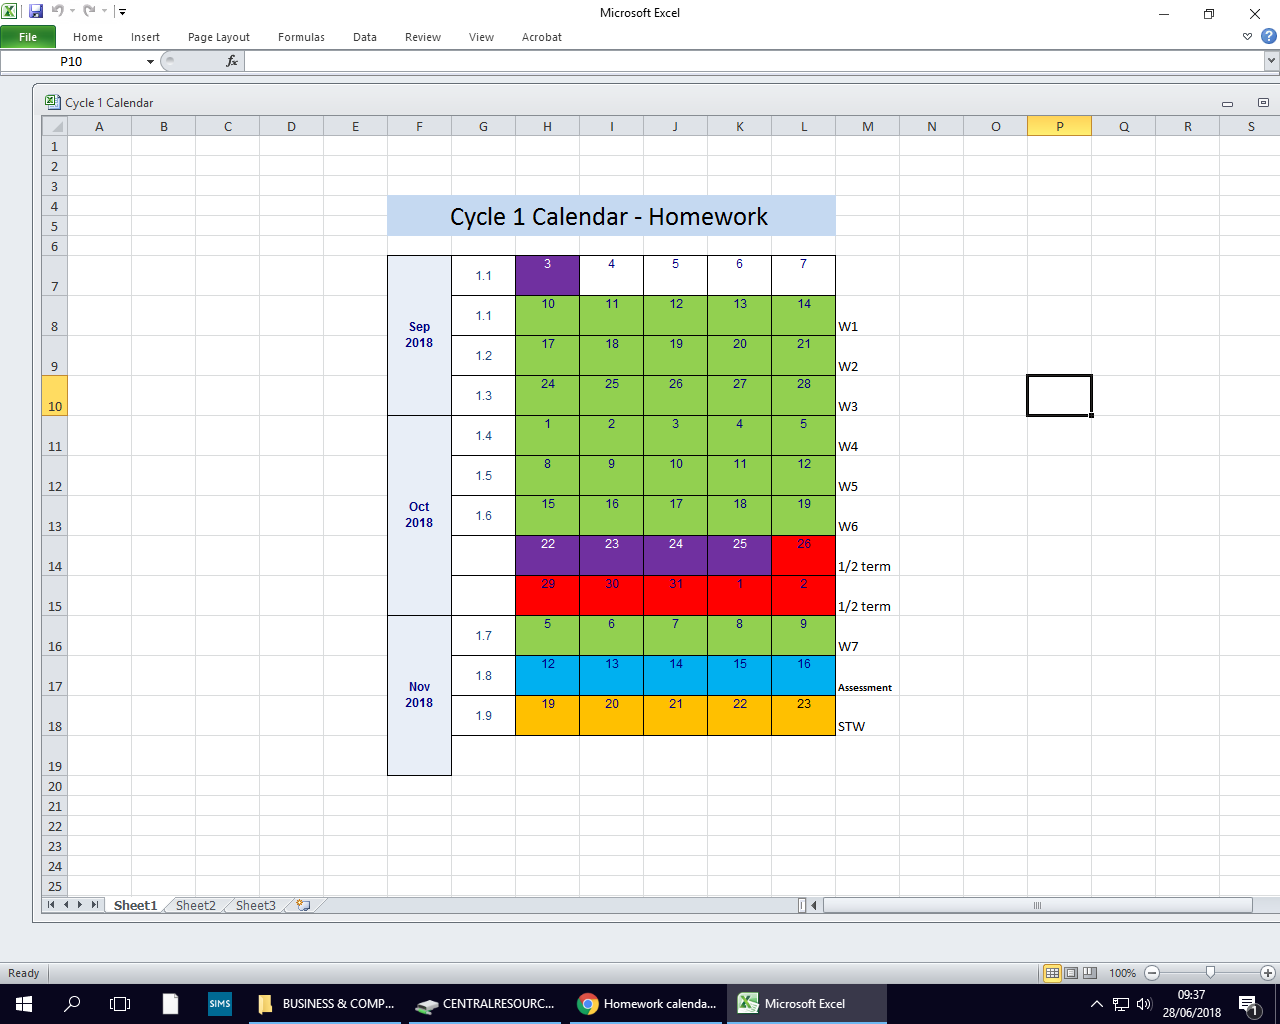 Microsoft Excel
File Home Insert Page Layout Formulas Data Review View Acrobat
P10 fx
Cycle 1 Calendar
A B C D E F G H I J K L M N O P Q R S
1
2
3
4
Cycle 1 Calendar - Homework
5
6
7 1.1 3 4 5 6 7
8 Sep 2018 1.1 10 11 12 13 14 W1
9 1.2 17 18 19 20 21 W2
10 1.3 24 25 26 27 28 W3
11 1.4 1 2 3 4 5 W4
12 1.5 8 9 10 11 12 W5
13 Oct 2018 1.6 15 16 17 18 19 W6
14 22 23 24 25 26 1/2 term
15 29 30 31 1 2 1/2 term
16 1.7 5 6 7 8 9 W7
17 Nov 2018 1.8 12 13 14 15 16 Assessment
18 1.9 19 20 21 22 23 STW
19
20
21
22
23
24
25
Sheet1 Sheet2 Sheet3
Ready 100%
SIMS BUSINESS & COMP... CENTRALRESOURC... Homework calenda... Microsoft Excel 09:37
28/06/2018 1